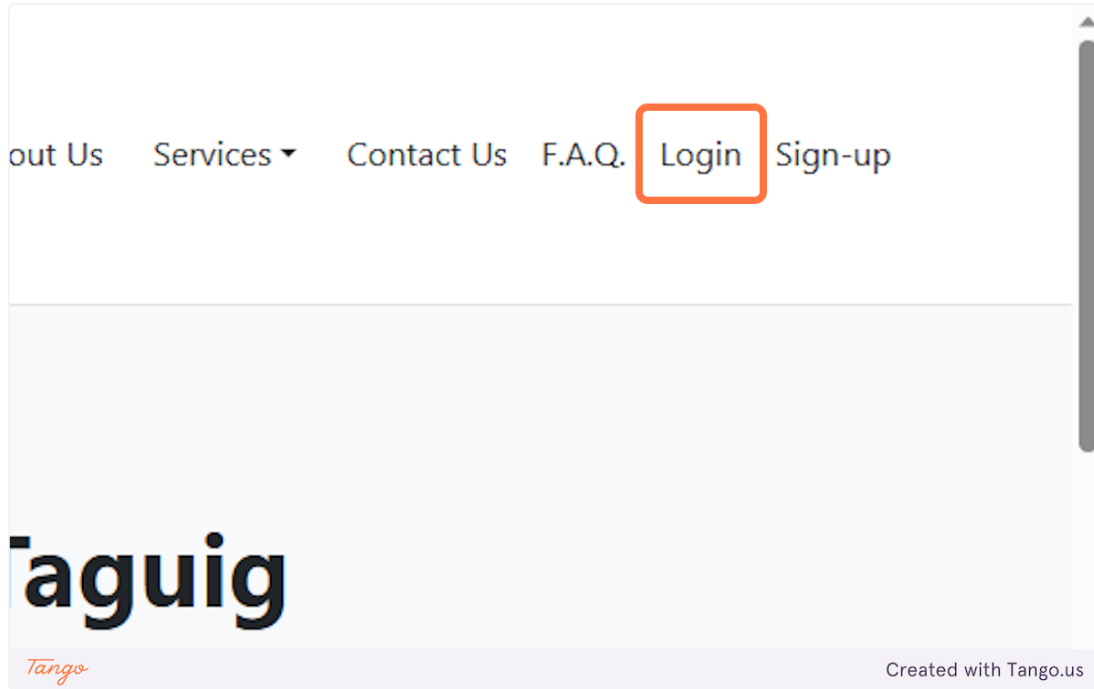 out Us Services Contact Us F.A.Q. Login Sign-up
Taguig
Tango
Created with Tango.us